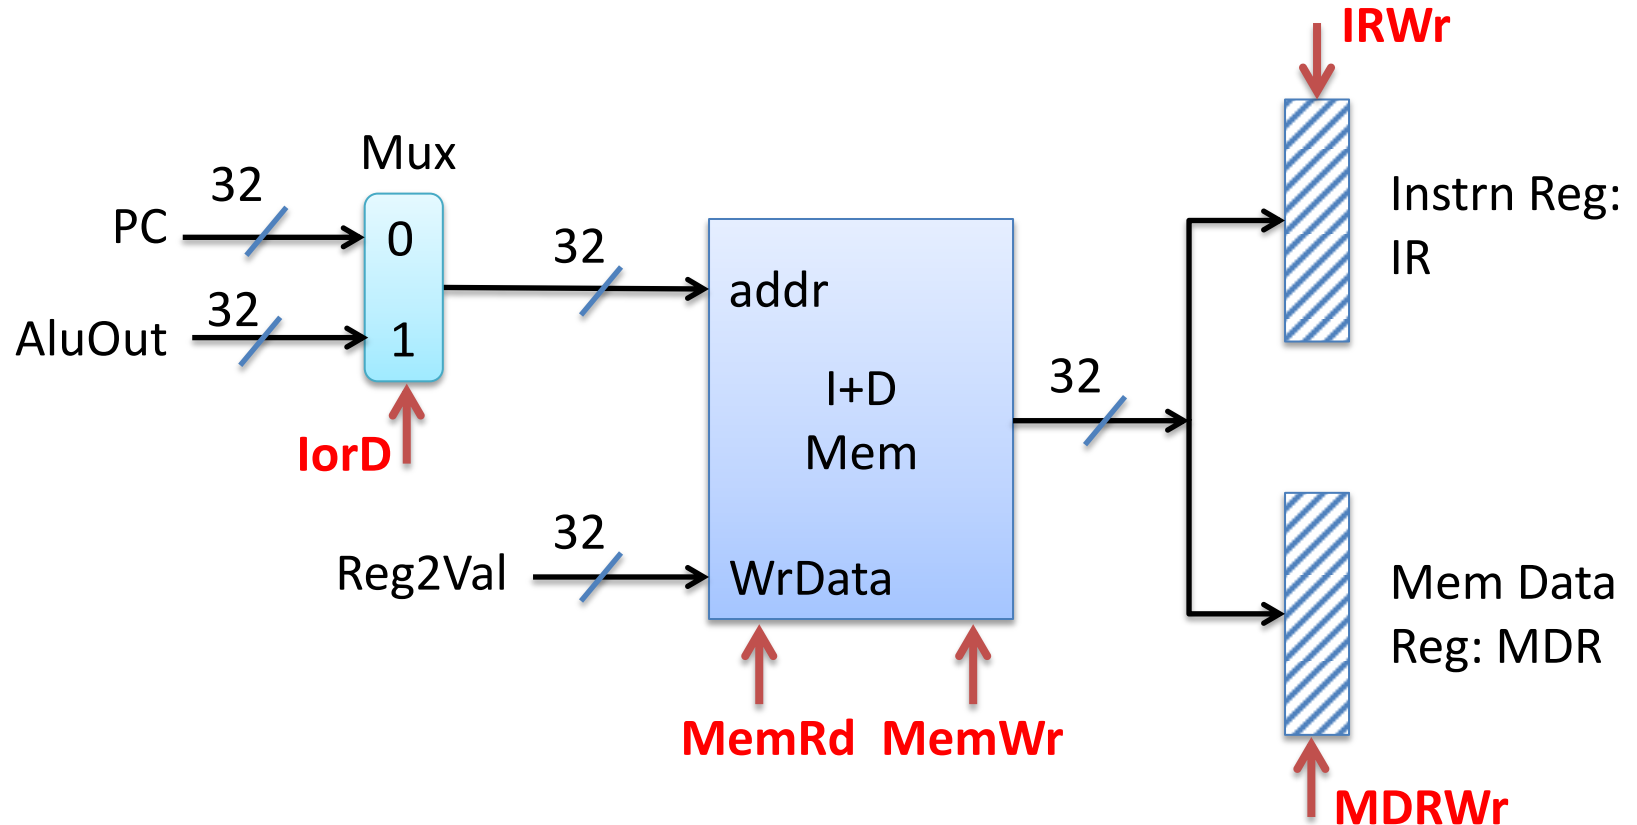 IRWr
Mux
32
PC
0
32
Instrn Reg:
IR
addr
32
AluOut
1
32
I+D
Mem
IorD
32
Reg2Val
WrData
Mem Data
Reg: MDR
MemRd
MemWr
MDRWr